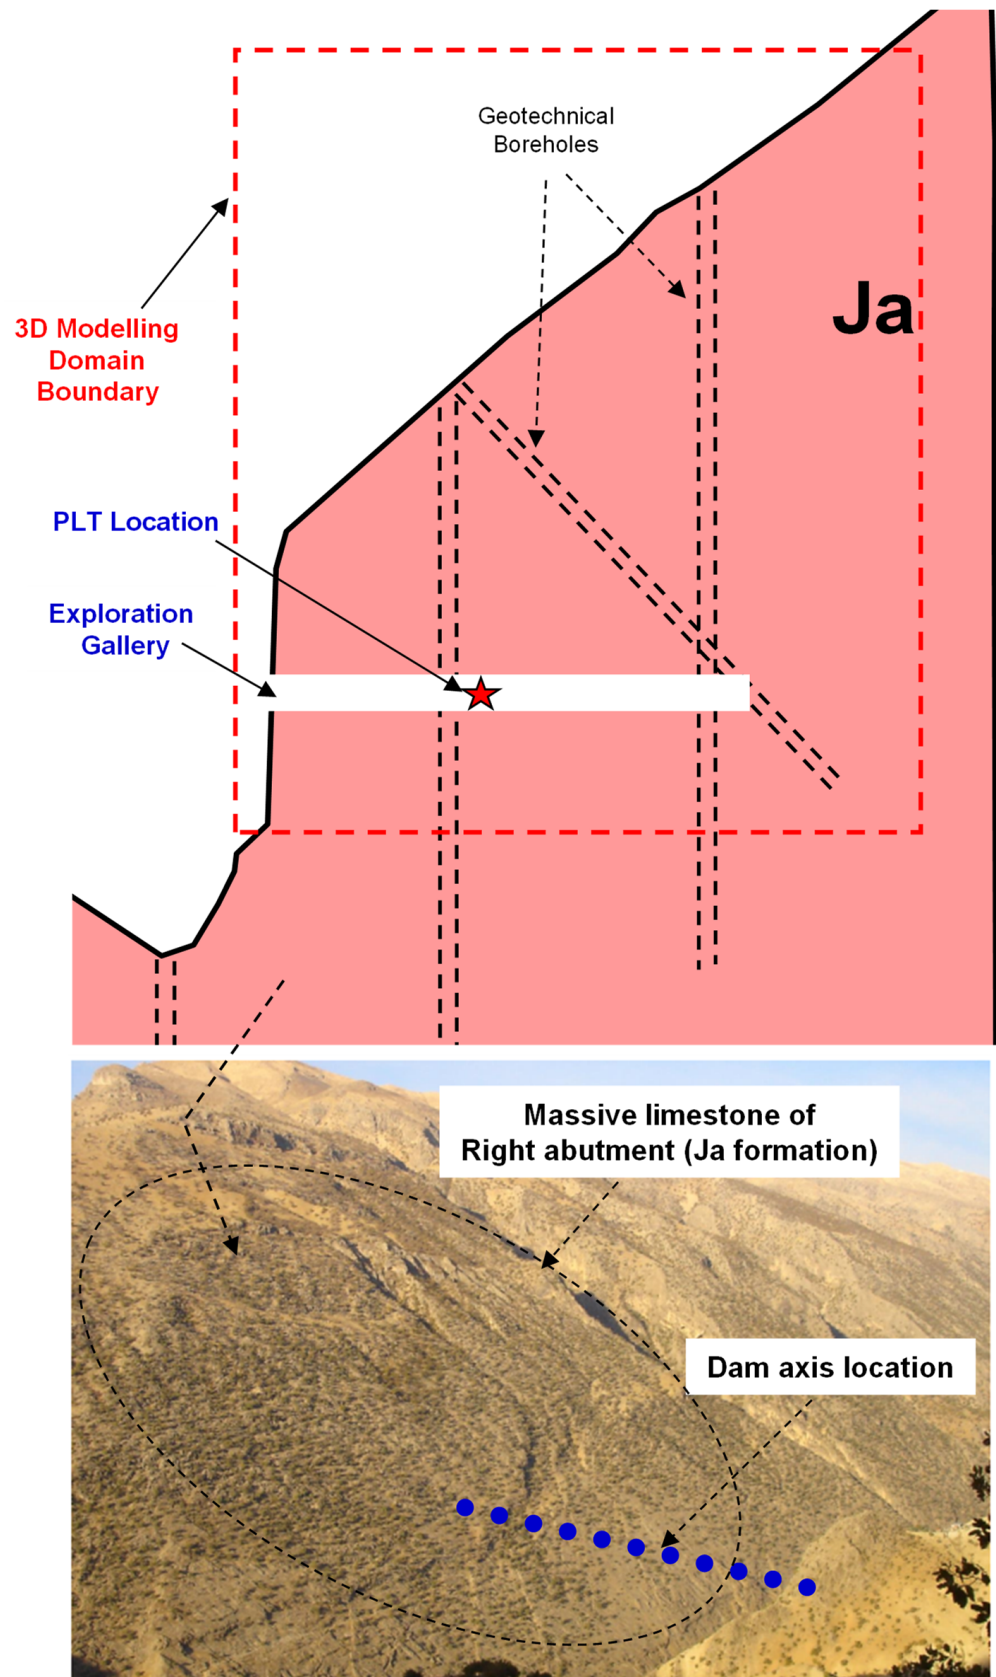 Geotechnical
Boreholes
Ja
3D Modelling
Domain
Boundary
PLT Location
Exploration
Gallery
Massive limestone of
Right abutment (Ja formation)
Dam axis location